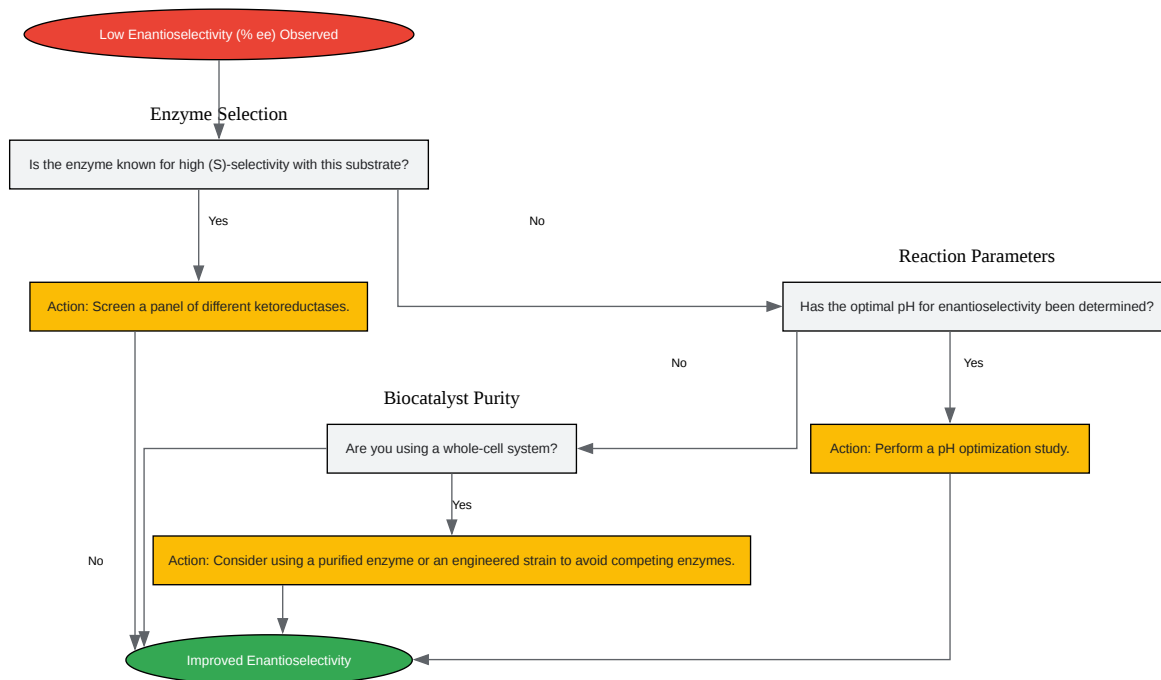 Low Enantioselectivity (% ee) Observed
Enzyme Selection
Is the enzyme known for high (S)-selectivity with this substrate?
Yes
No
Reaction Parameters
Action: Screen a panel of different ketoreductases.
Has the optimal pH for enantioselectivity been determined?
No
Yes
Biocatalyst Purity
Are you using a whole-cell system?
Action: Perform a pH optimization study.
Yes
No
Action: Consider using a purified enzyme or an engineered strain to avoid competing enzymes.
Improved Enantioselectivity